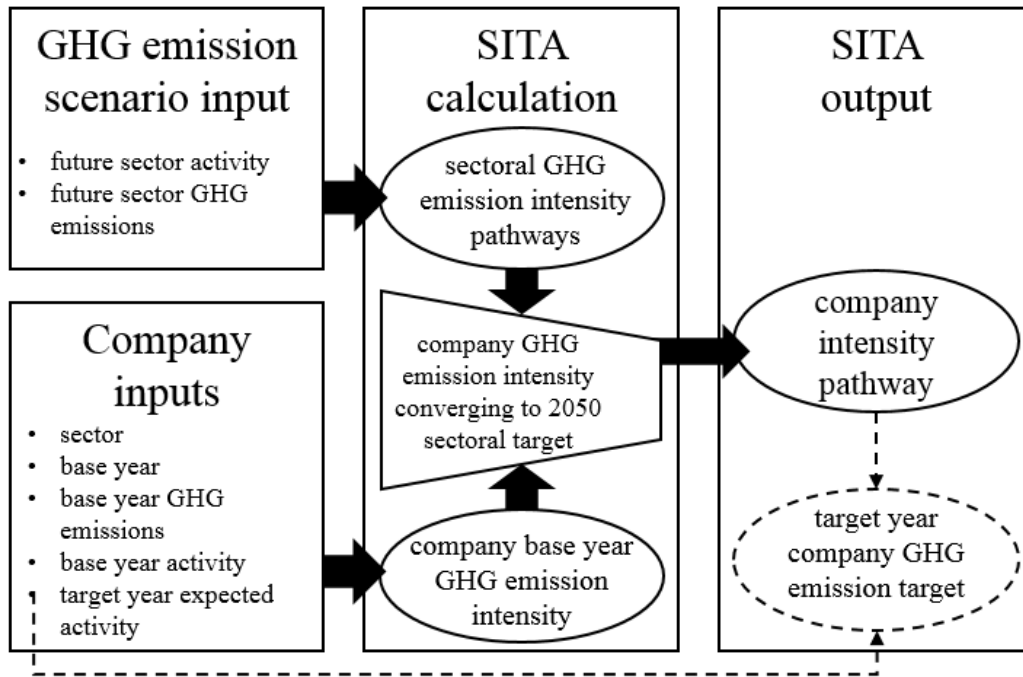 GHG emission
scenario input
• future sector activity
• future sector GHG
emissions
Company
inputs
• sector
• base year
• base year GHG
emissions
• base year activity
• target year expected
activity
SITA
calculation
sectoral GHG
emission intensity
pathways
company GHG
emission intensity
converging to 2050
sectoral target
company base year
GHG emission
intensity
SITA
output
company
intensity
pathway
target year
company GHG
emission target